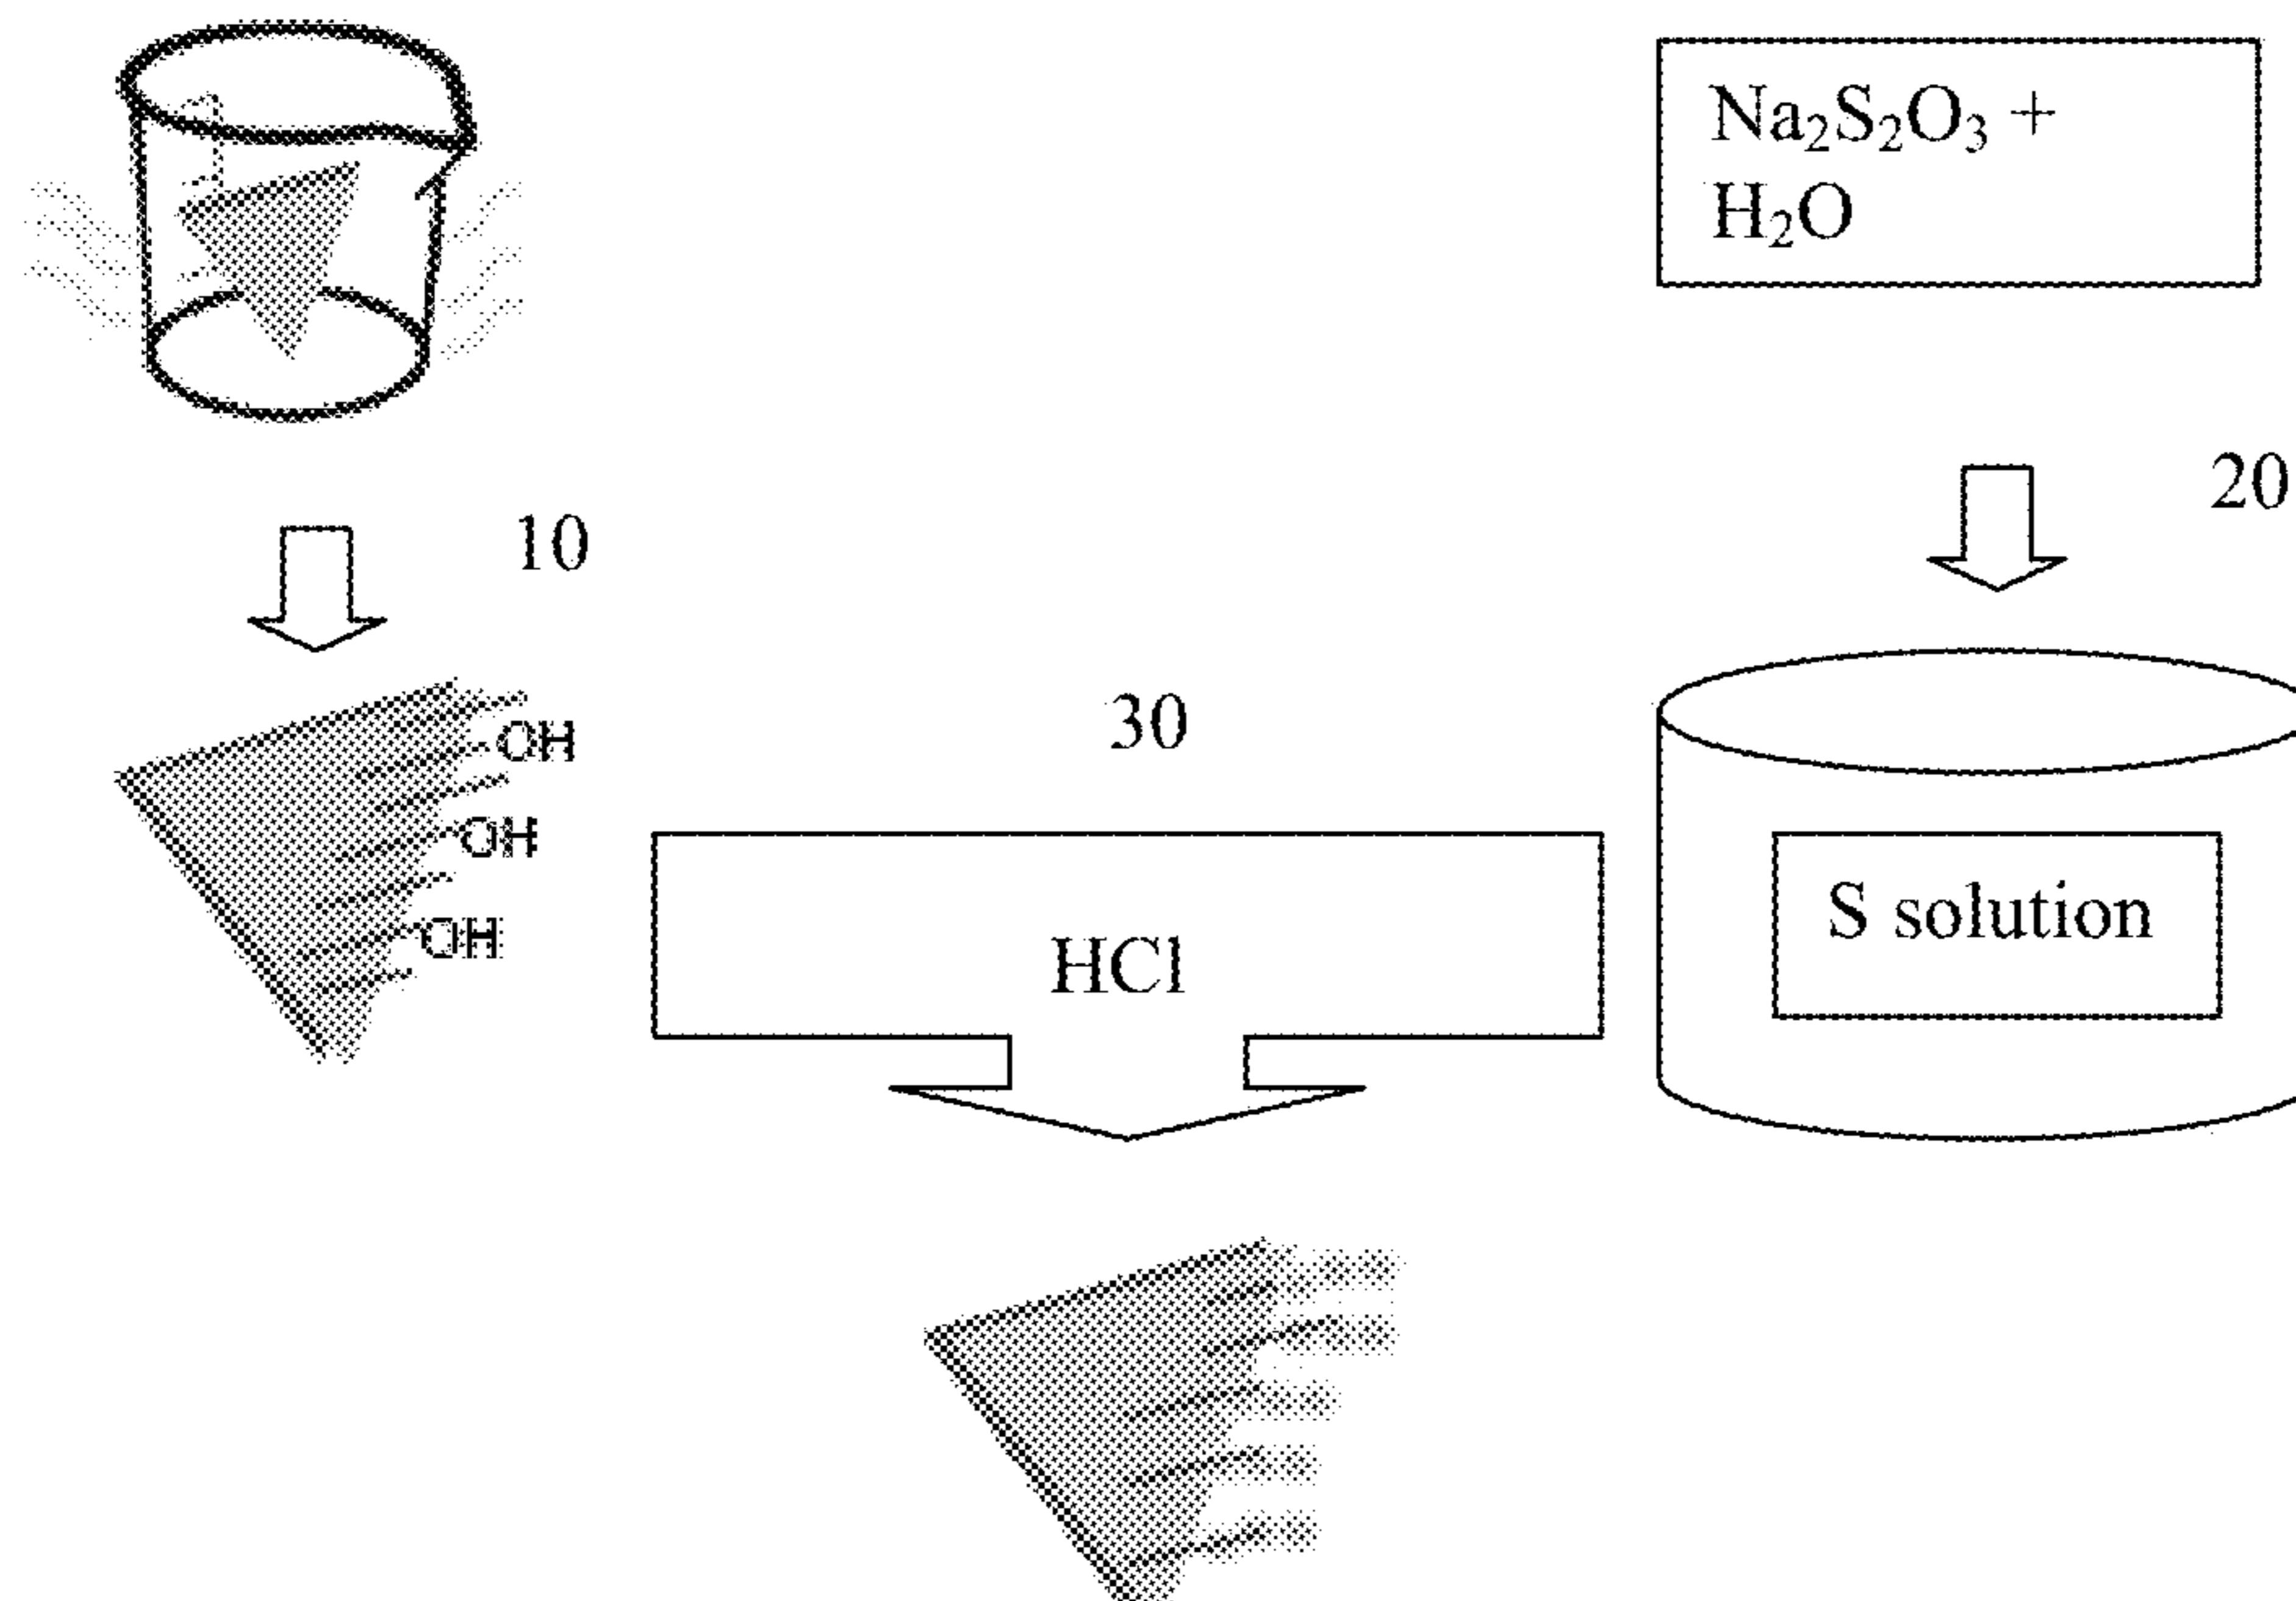 Na₂S₂O₃ +
H₂O
20
10
OH
30
OH
S solution
OH
HCl